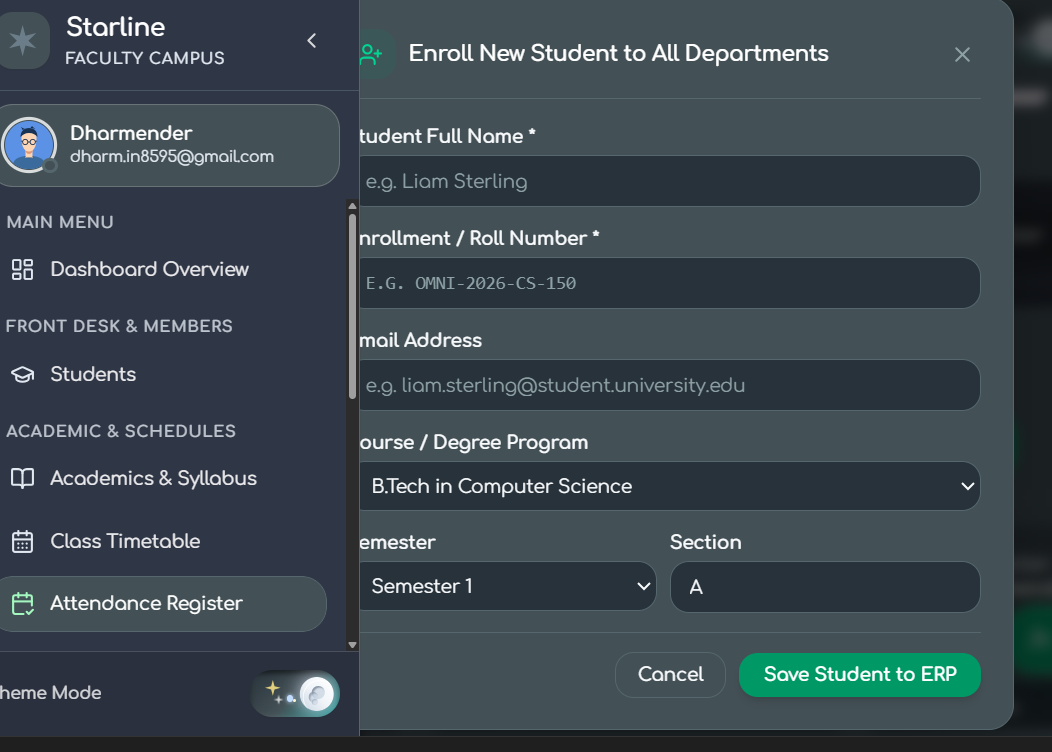 Starline
FACULTY CAMPUS
Dharmender
dharm.in8595@gmail.com
MAIN MENU
Dashboard Overview
FRONT DESK & MEMBERS
Students
ACADEMIC & SCHEDULES
Academics & Syllabus
Class Timetable
Attendance Register
heme Mode
Enroll New Student to All Departments
tudent Full Name *
e.g. Liam Sterling
nrollment / Roll Number *
E.G. OMNI-2026-CS-150
mail Address
e.g. liam.sterling@student.university.edu
ourse / Degree Program
B.Tech in Computer Science
emester Section
Semester 1 A
Cancel Save Student to ERP